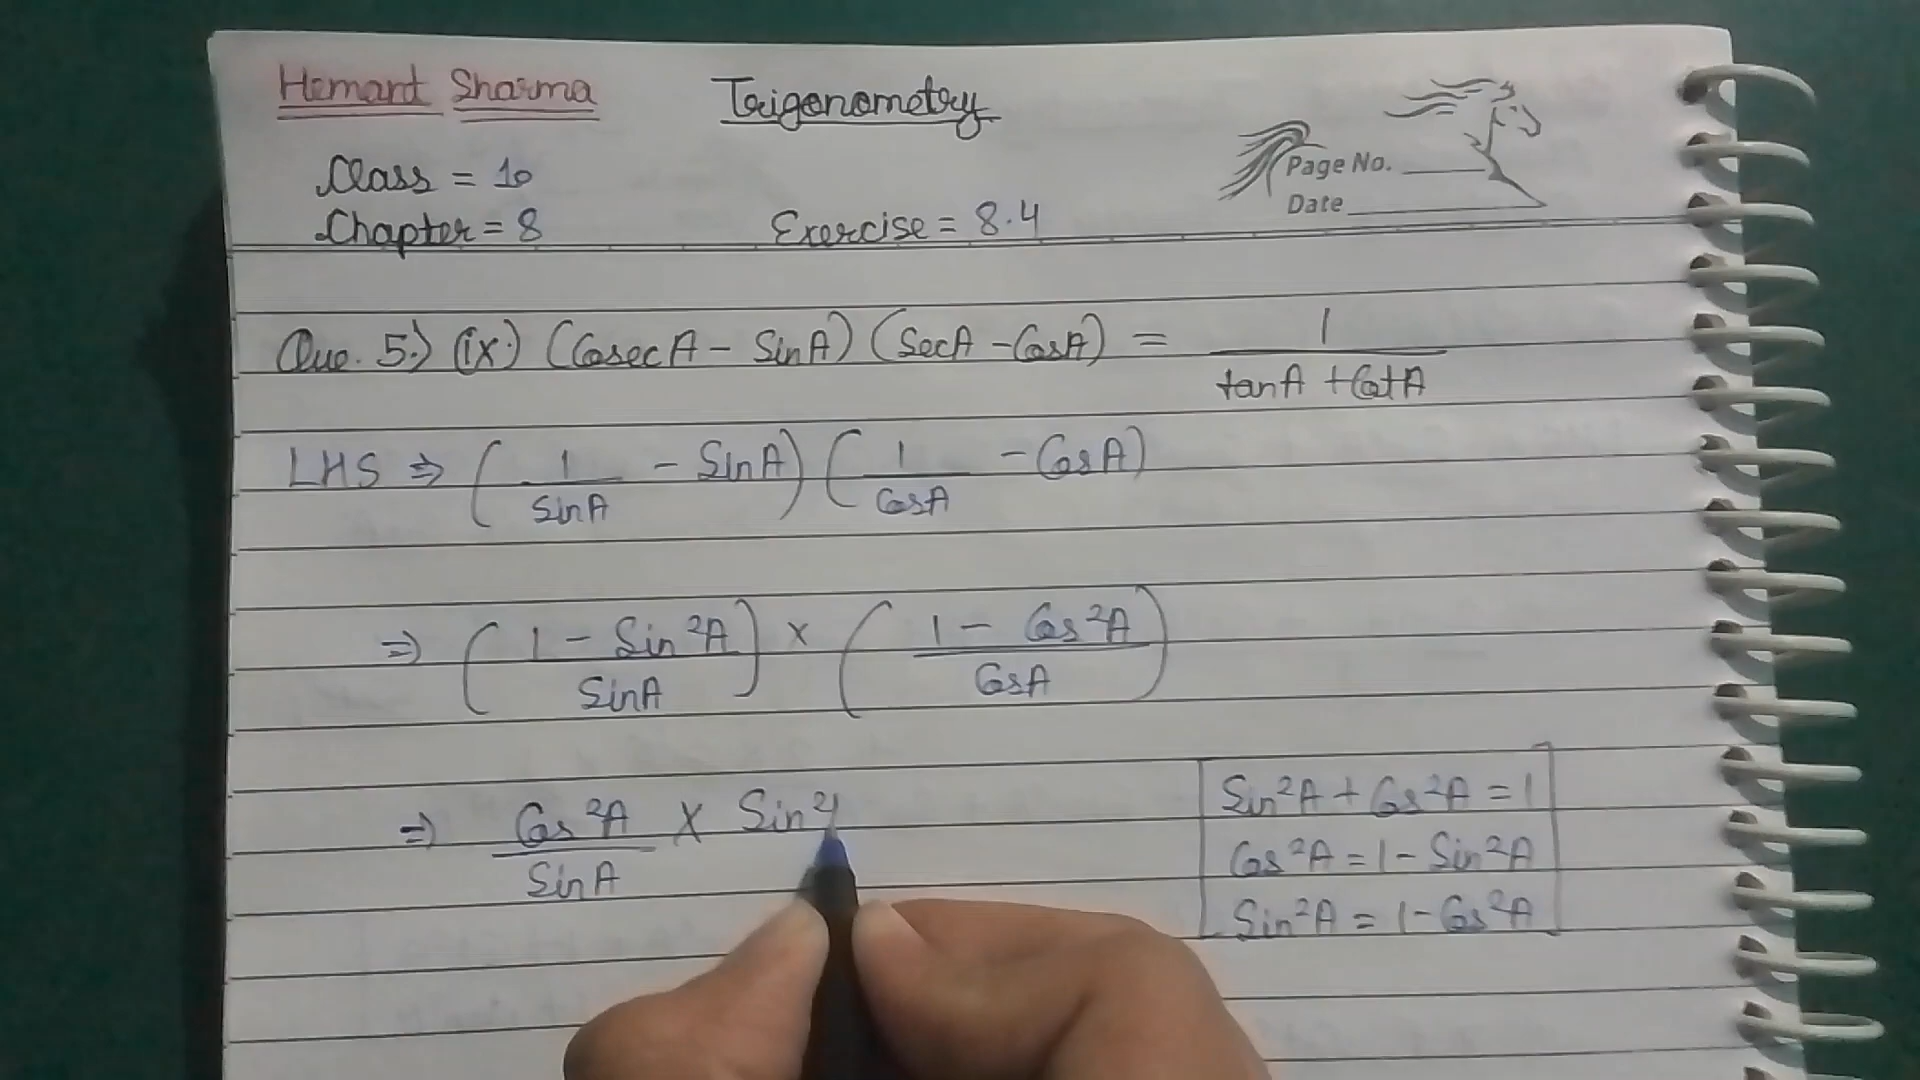 Hemant Sharma Trigonometry
Class = 10
Chapter = 8 Exercise = 8.4
Page No.
Date
Que. 5.) (ix.) (CosecA - SinA) (SecA - CosA) = 1 / tanA + CotA
LHS ⇒ (1/SinA - SinA) (1/CosA - CosA)
⇒ (1 - Sin²A / SinA) × (1 - Cos²A / CosA)
⇒ Cos²A / SinA × Sin²
Sin²A + Cos²A = 1
Cos²A = 1 - Sin²A
Sin²A = 1 - Cos²A